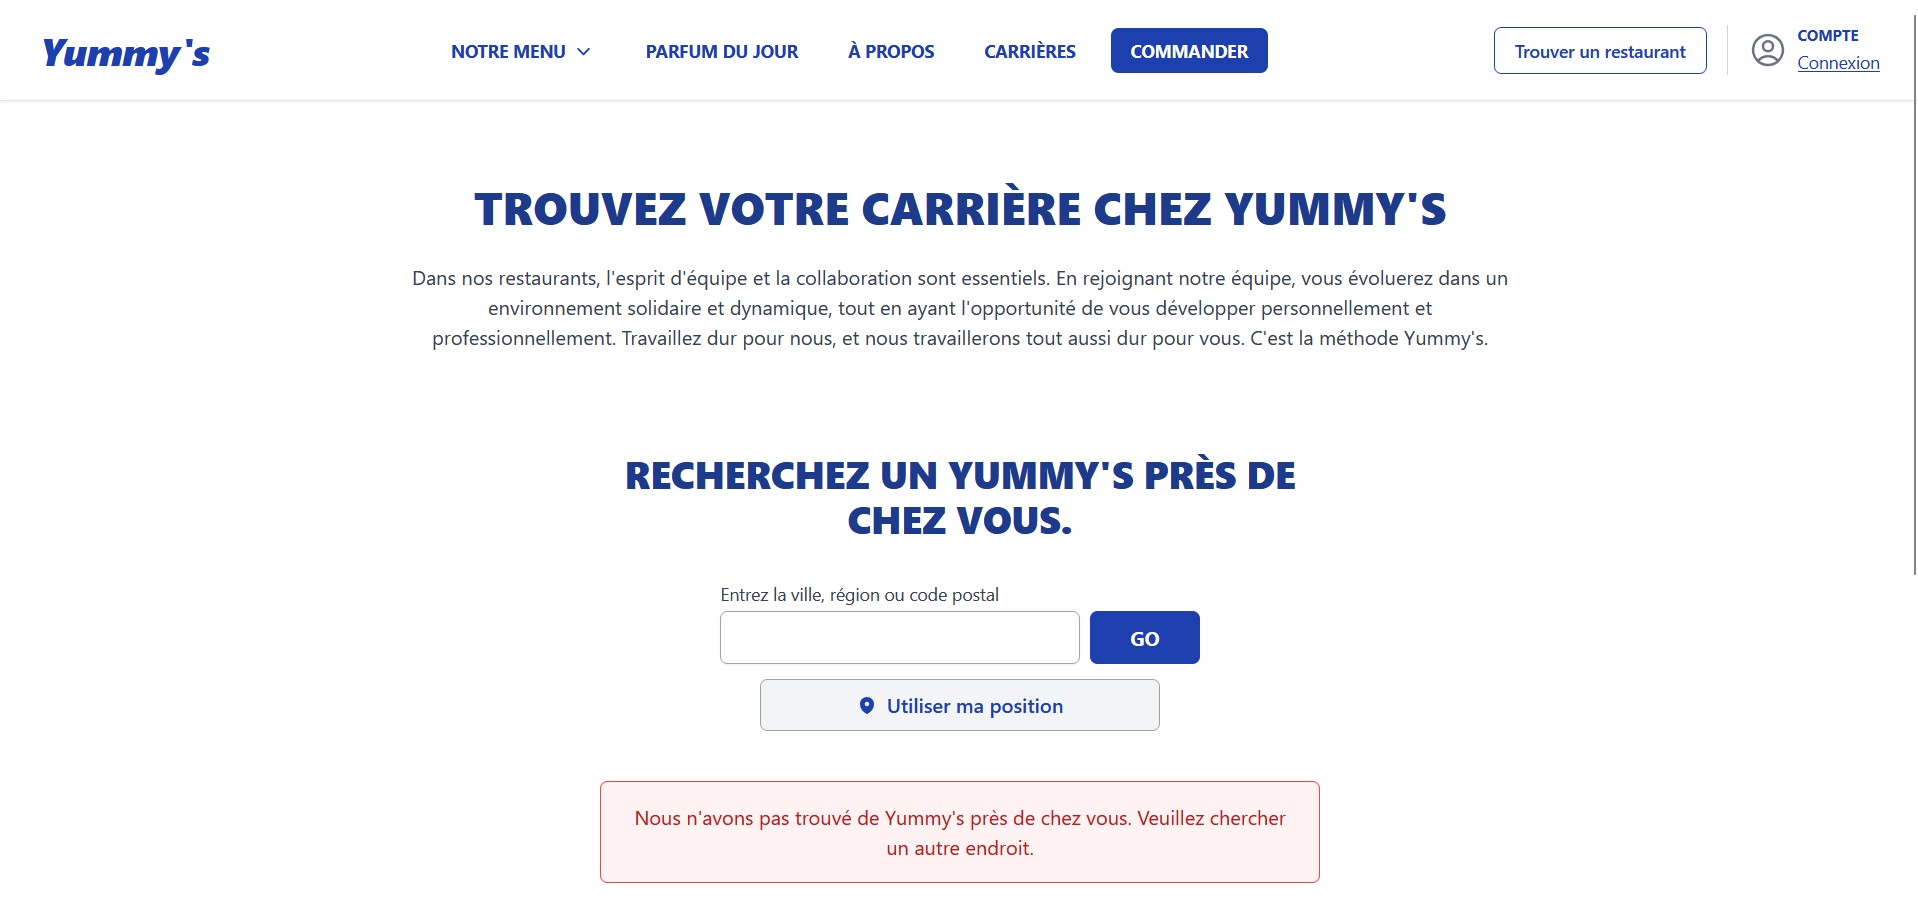 Yummy's
NOTRE MENU
PARFUM DU JOUR
À PROPOS
CARRIÈRES
COMMANDER
Trouver un restaurant
COMPTE
Connexion
TROUVEZ VOTRE CARRIÈRE CHEZ YUMMY'S
Dans nos restaurants, l'esprit d'équipe et la collaboration sont essentiels. En rejoignant notre équipe, vous évoluerez dans un
environnement solidaire et dynamique, tout en ayant l'opportunité de vous développer personnellement et
professionnellement. Travaillez dur pour nous, et nous travaillerons tout aussi dur pour vous. C'est la méthode Yummy's.
RECHERCHEZ UN YUMMY'S PRÈS DE
CHEZ VOUS.
Entrez la ville, région ou code postal
GO
Utiliser ma position
Nous n'avons pas trouvé de Yummy's près de chez vous. Veuillez chercher
un autre endroit.